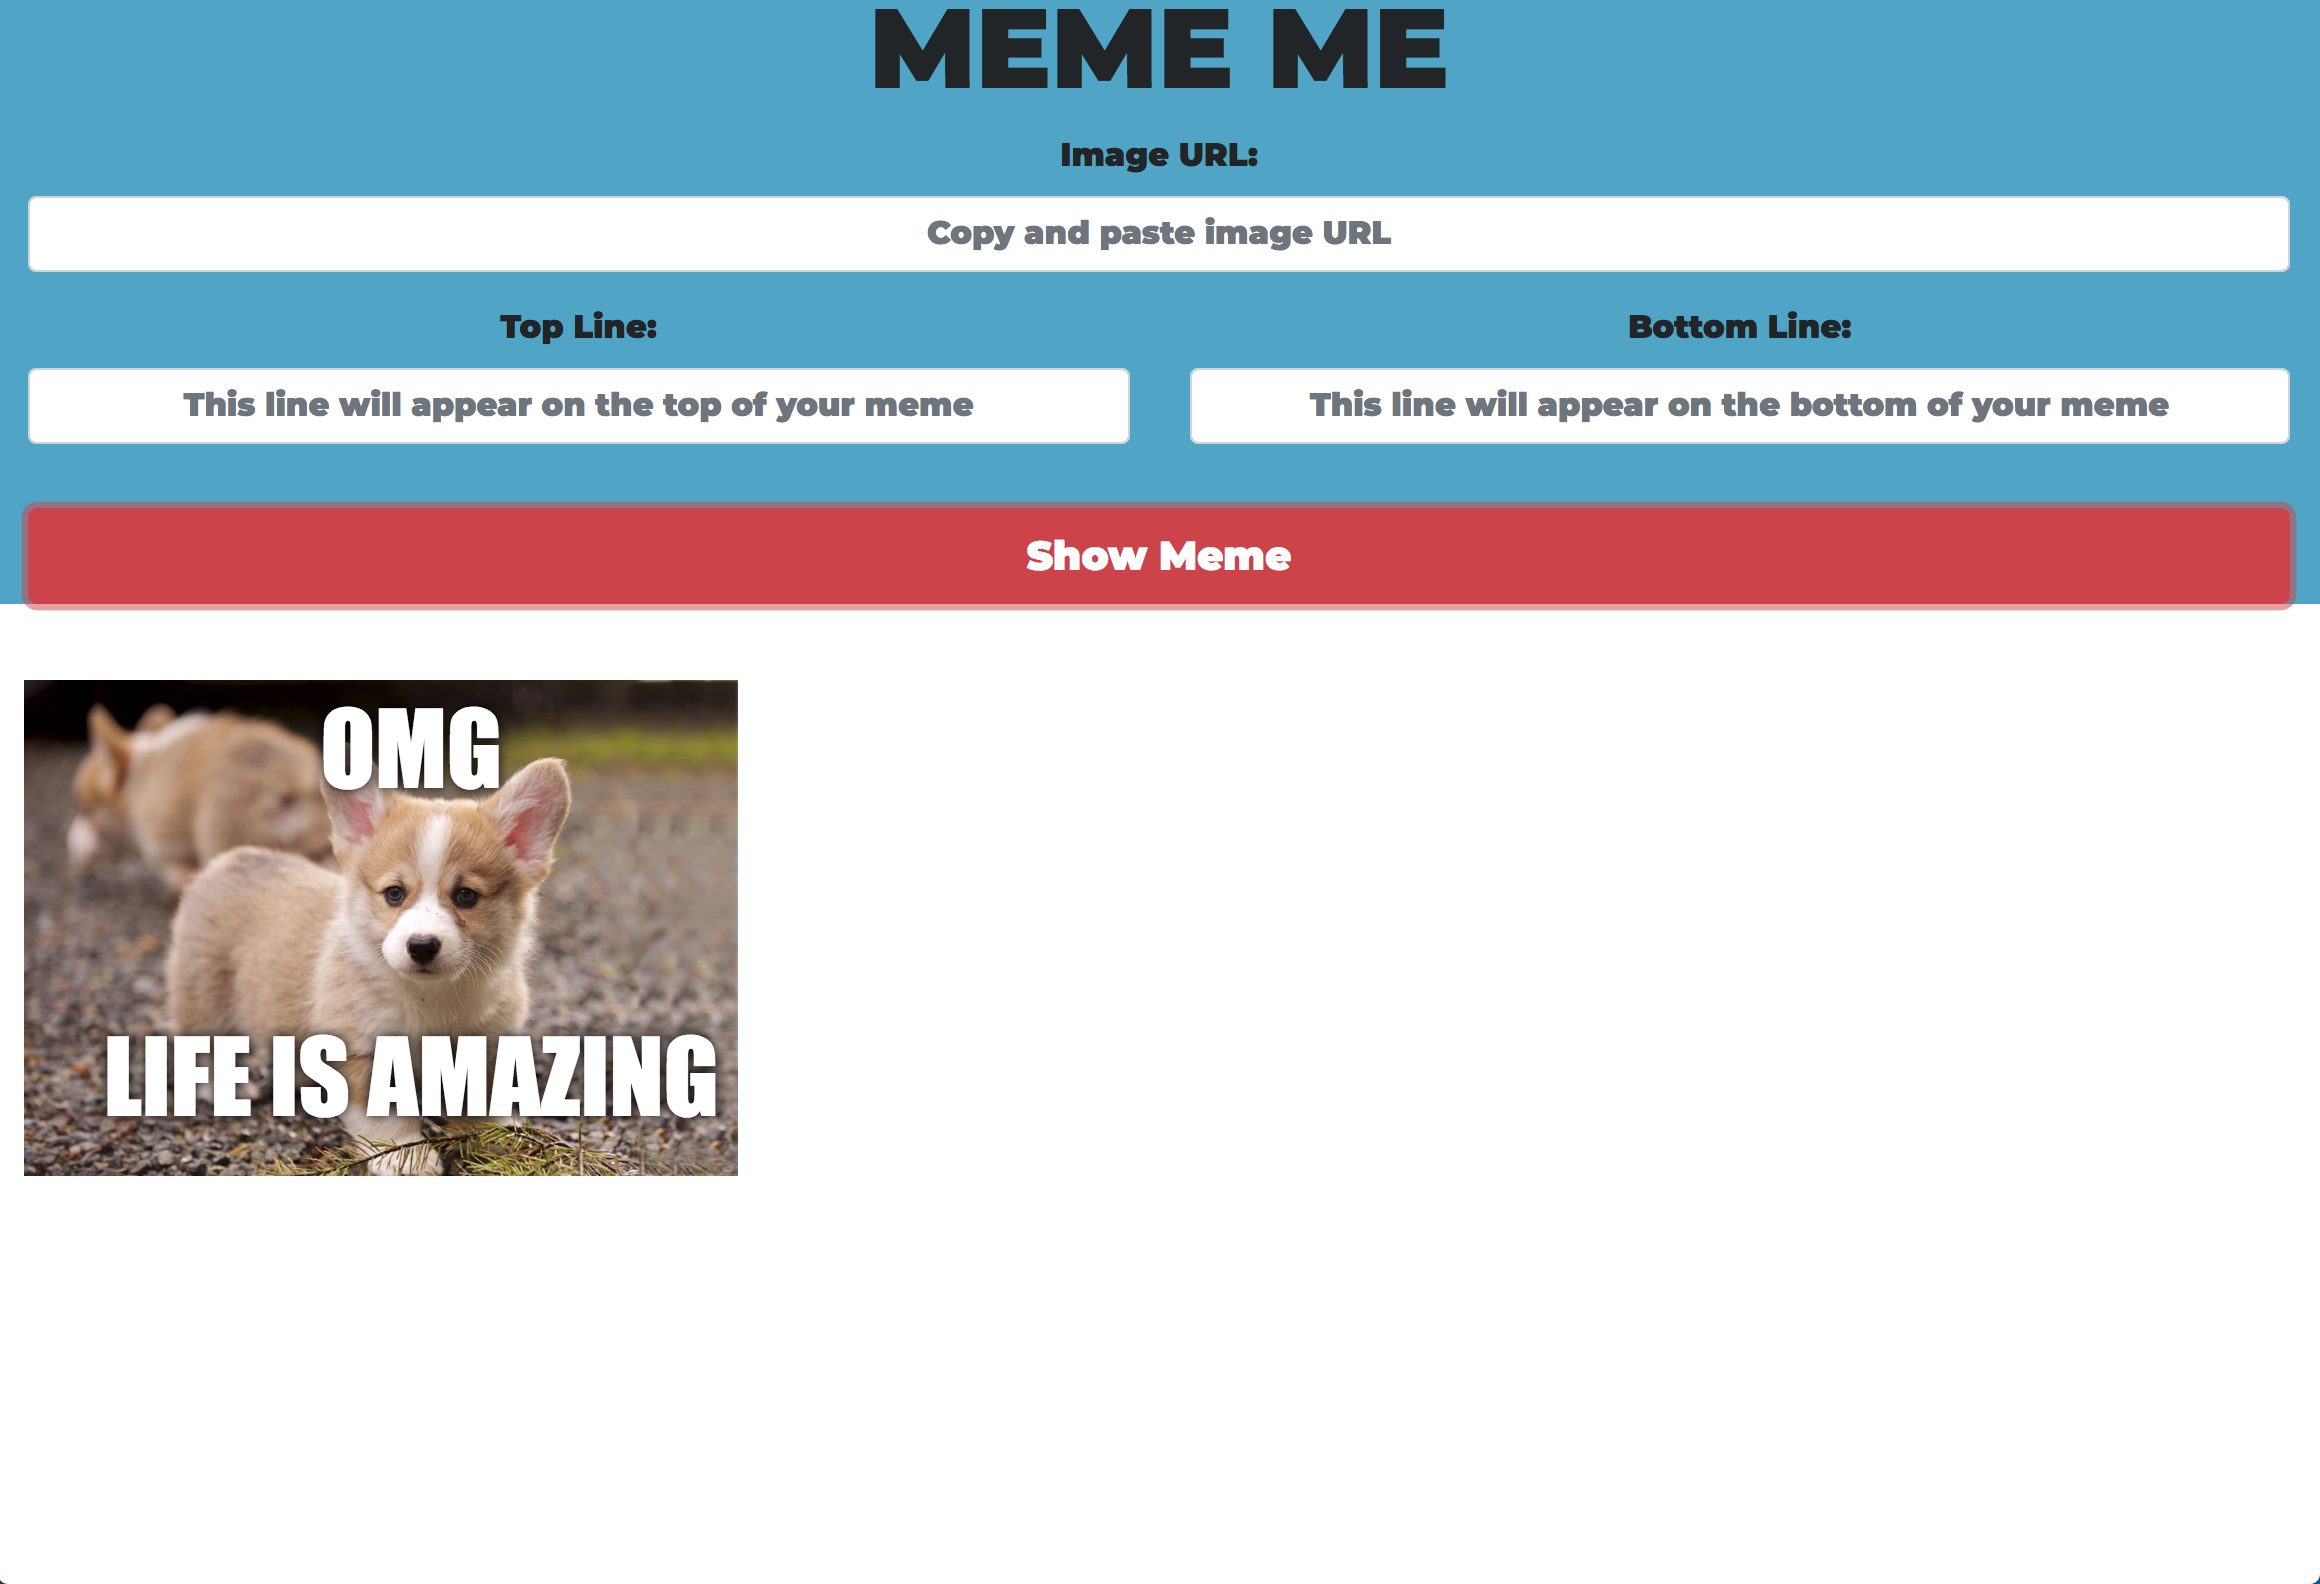 MEME ME
Image URL:
Copy and paste image URL
Top Line:
This line will appear on the top of your meme
Bottom Line:
This line will appear on the bottom of your meme
Show Meme
OMG
LIFE IS AMAZING